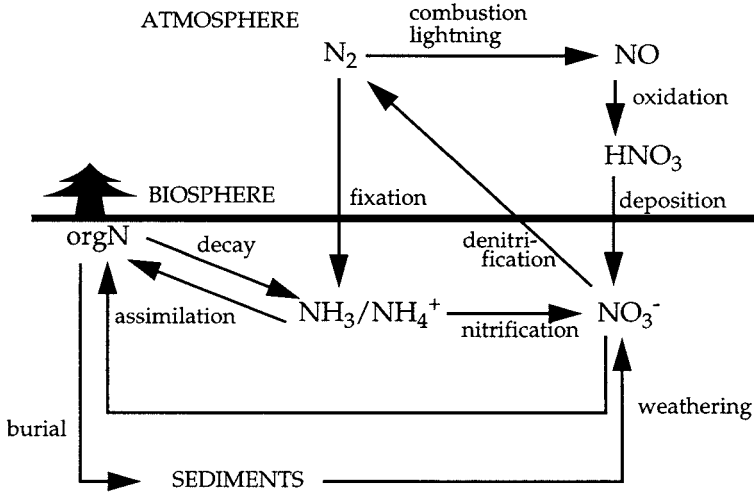 ATMOSPHERE
combustion
lightning
N₂
NO
oxidation
HNO₃
BIOSPHERE
fixation
deposition
orgN
decay
denitri-
fication
assimilation
NH₃/NH₄⁺
nitrification
NO₃⁻
burial
weathering
SEDIMENTS